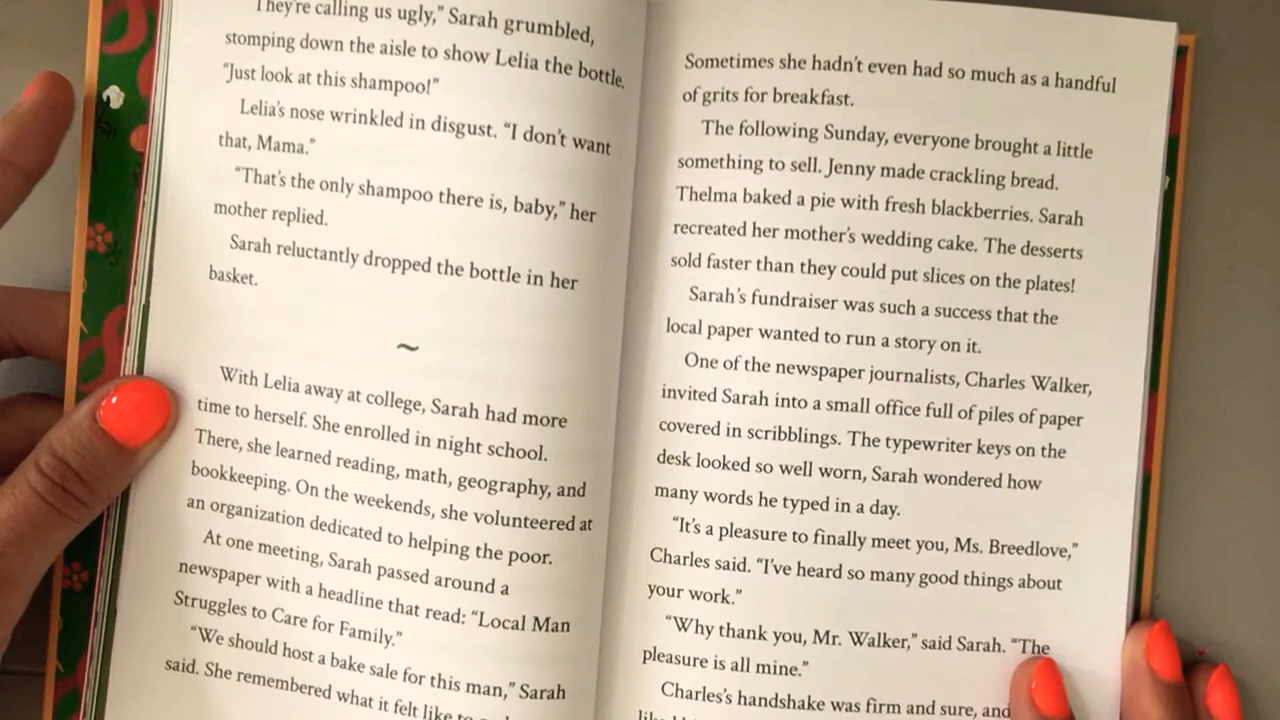 They're calling us ugly,” Sarah grumbled,
stomping down the aisle to show Lelia the bottle.
“Just look at this shampoo!”
Lelia's nose wrinkled in disgust. “I don't want
that, Mama.”
“That's the only shampoo there is, baby,” her
mother replied.
Sarah reluctantly dropped the bottle in her
basket.
~
With Lelia away at college, Sarah had more
time to herself. She enrolled in night school.
There, she learned reading, math, geography, and
bookkeeping. On the weekends, she volunteered at
an organization dedicated to helping the poor.
At one meeting, Sarah passed around a
newspaper with a headline that read: “Local Man
Struggles to Care for Family.”
“We should host a bake sale for this man,” Sarah
said. She remembered what it felt like to
Sometimes she hadn't even had so much as a handful
of grits for breakfast.
The following Sunday, everyone brought a little
something to sell. Jenny made crackling bread.
Thelma baked a pie with fresh blackberries. Sarah
recreated her mother's wedding cake. The desserts
sold faster than they could put slices on the plates!
Sarah's fundraiser was such a success that the
local paper wanted to run a story on it.
One of the newspaper journalists, Charles Walker,
invited Sarah into a small office full of piles of paper
covered in scribblings. The typewriter keys on the
desk looked so well worn, Sarah wondered how
many words he typed in a day.
“It's a pleasure to finally meet you, Ms. Breedlove,”
Charles said. “I've heard so many good things about
your work.”
“Why thank you, Mr. Walker,” said Sarah. “The
pleasure is all mine.”
Charles's handshake was firm and sure, and